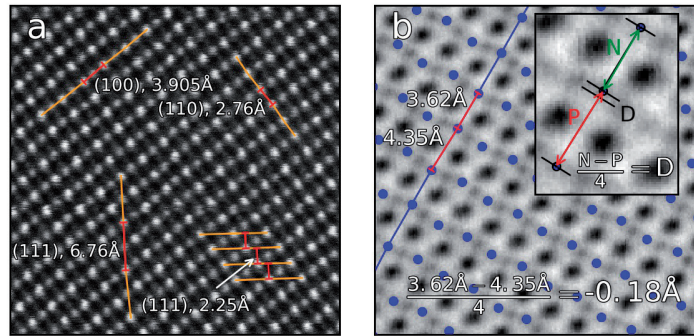 a
(100), 3.905Å
(110), 2.76Å
(111), 6.76Å
(111), 2.25Å
b
N
3.62Å
4.35Å
P
D
N−P
4
= D
3.62Å−4.35Å
4
= -0.18Å